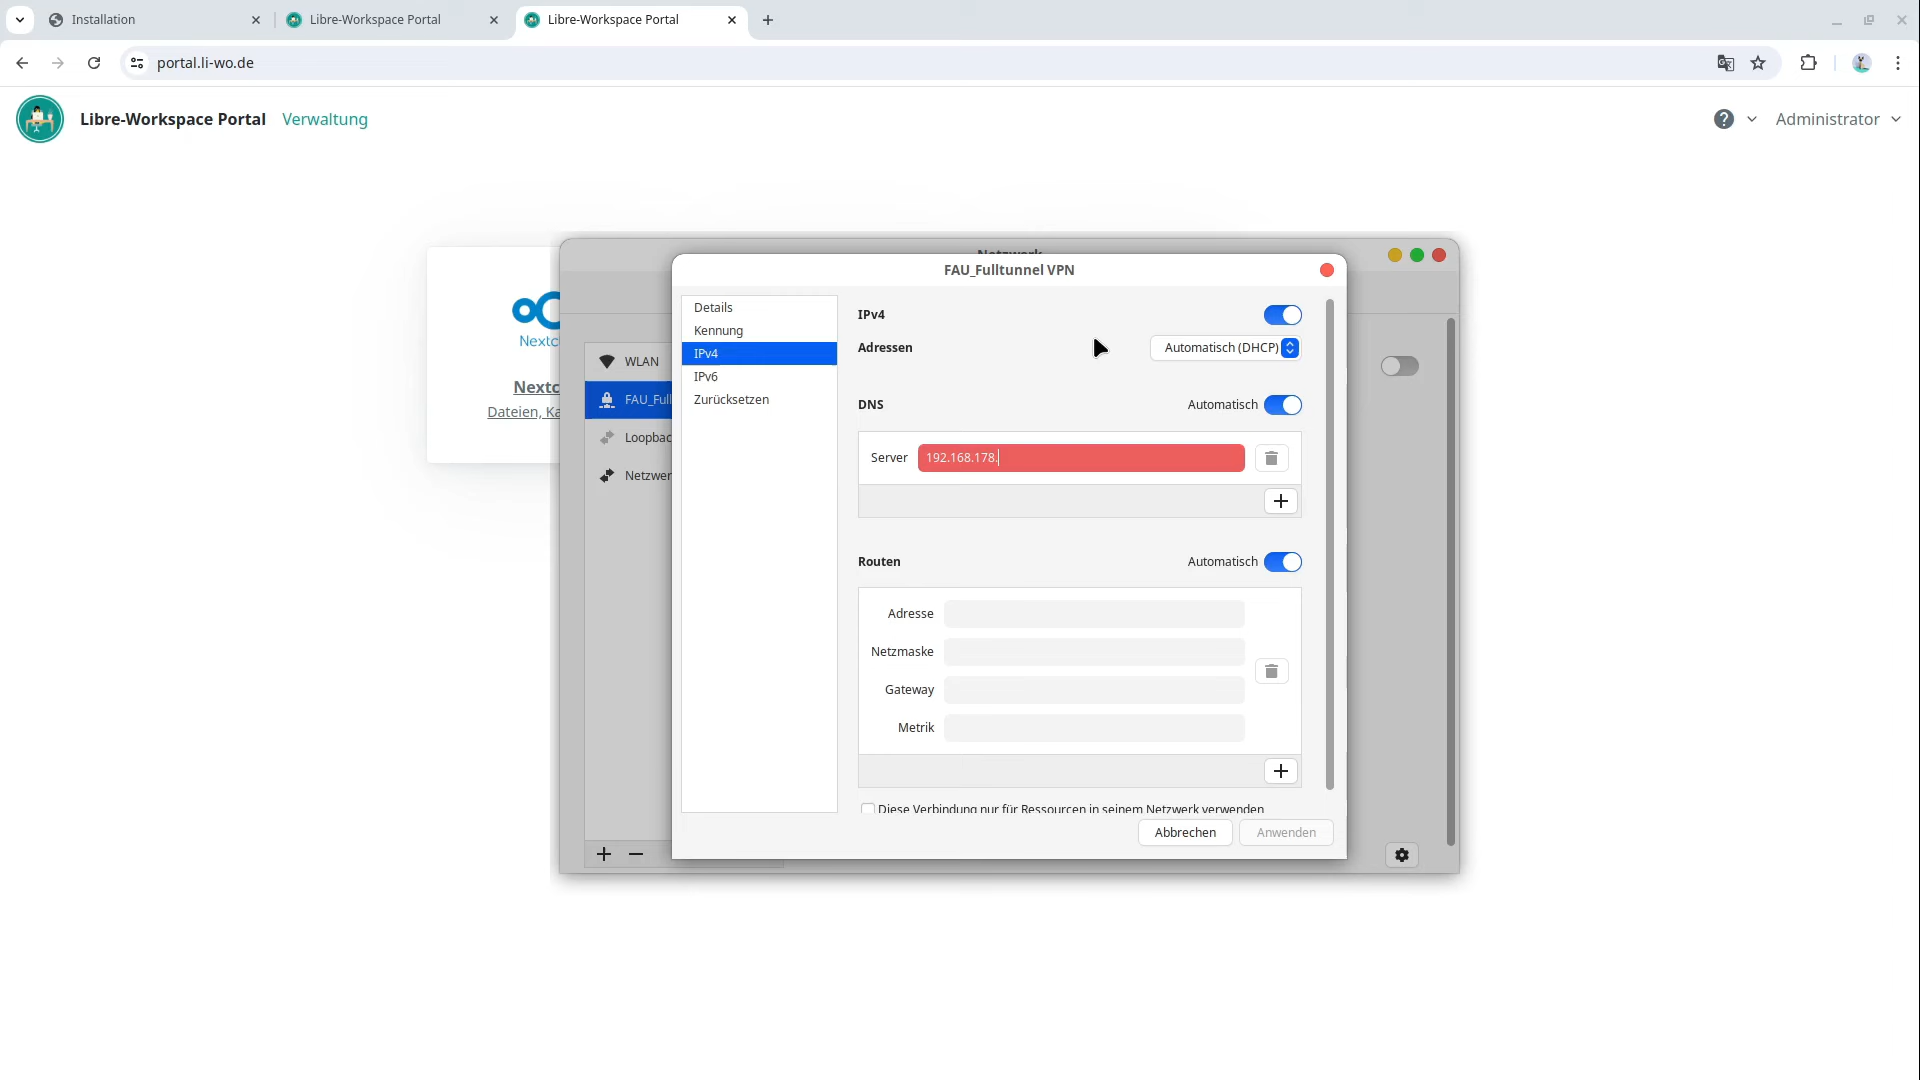 Installation
Libre-Workspace Portal
Libre-Workspace Portal
portal.li-wo.de
Libre-Workspace Portal
Verwaltung
Administrator
Netzwerk
FAU_Fulltunnel VPN
Details
Kennung
IPv4
IPv6
Zurücksetzen
IPv4
Adressen
Automatisch (DHCP)
DNS
Automatisch
Server
192.168.178.
Routen
Automatisch
Adresse
Netzmaske
Gateway
Metrik
Diese Verbindung nur für Ressourcen in seinem Netzwerk verwenden
Abbrechen
Anwenden
WLAN
FAU_Full
Loopbac
Netzwer
Nextc
Nextc
Dateien, Ka